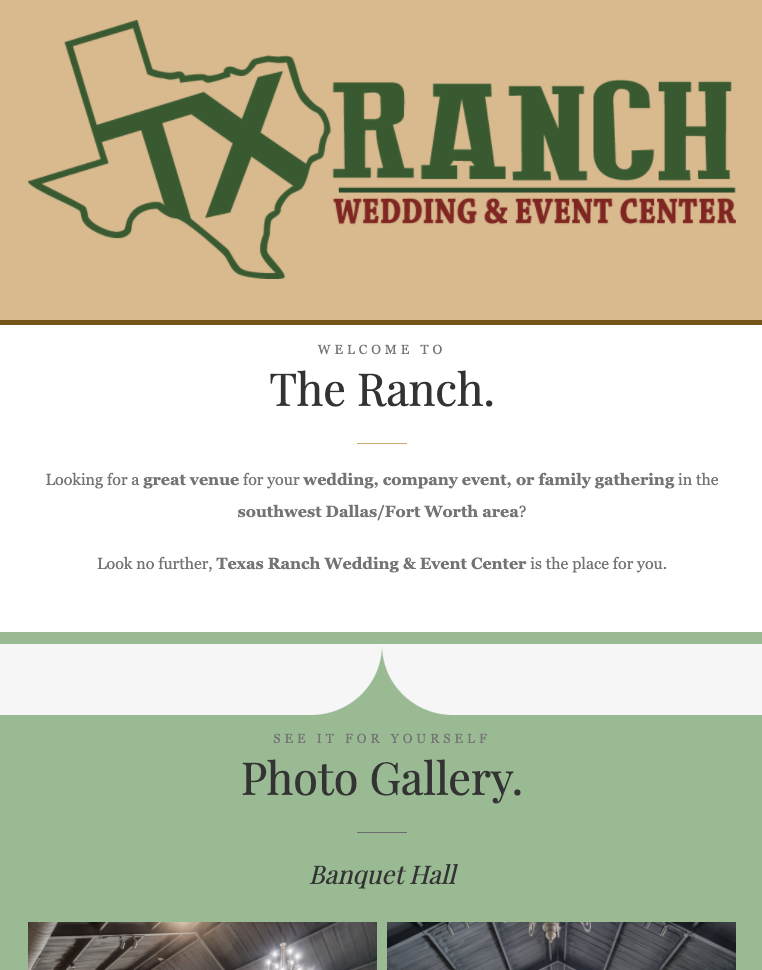 TX RANCH
WEDDING & EVENT CENTER
WELCOME TO
The Ranch.
Looking for a great venue for your wedding, company event, or family gathering in the
southwest Dallas/Fort Worth area?
Look no further, Texas Ranch Wedding & Event Center is the place for you.
SEE IT FOR YOURSELF
Photo Gallery.
Banquet Hall